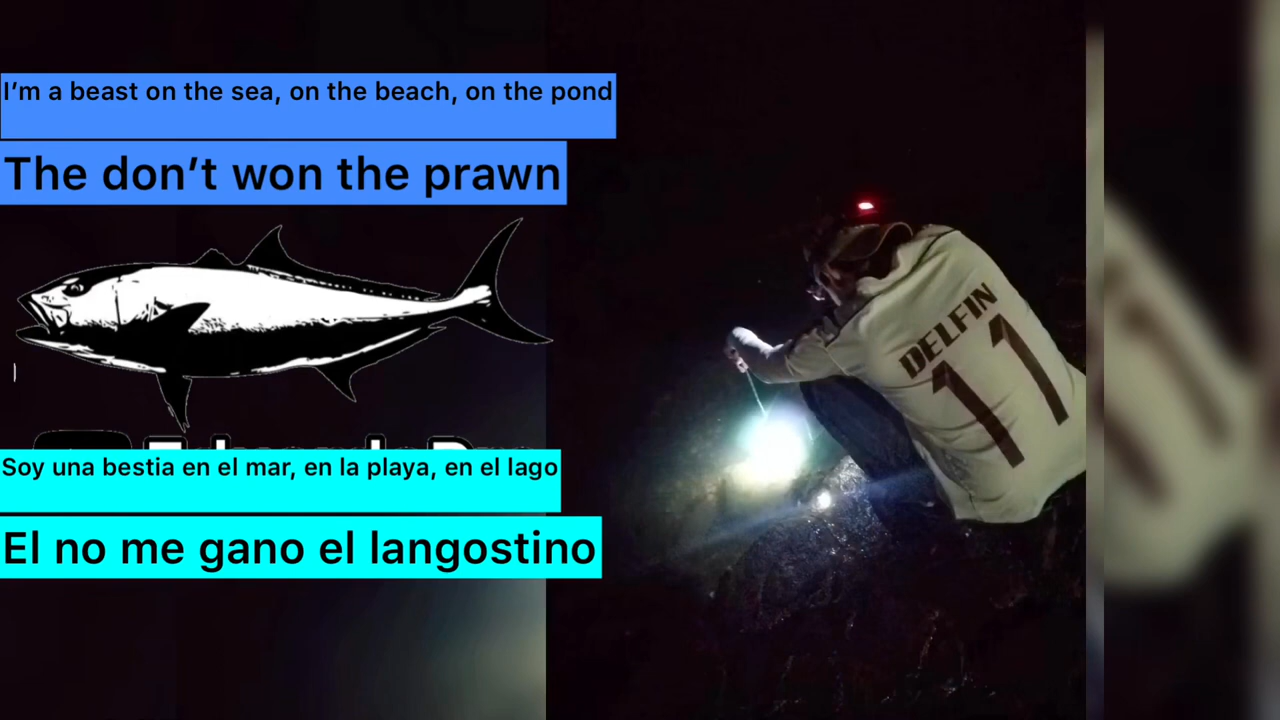 I’m a beast on the sea, on the beach, on the pond
The don’t won the prawn
Soy una bestia en el mar, en la playa, en el lago
El no me gano el langostino
DELFIN
11